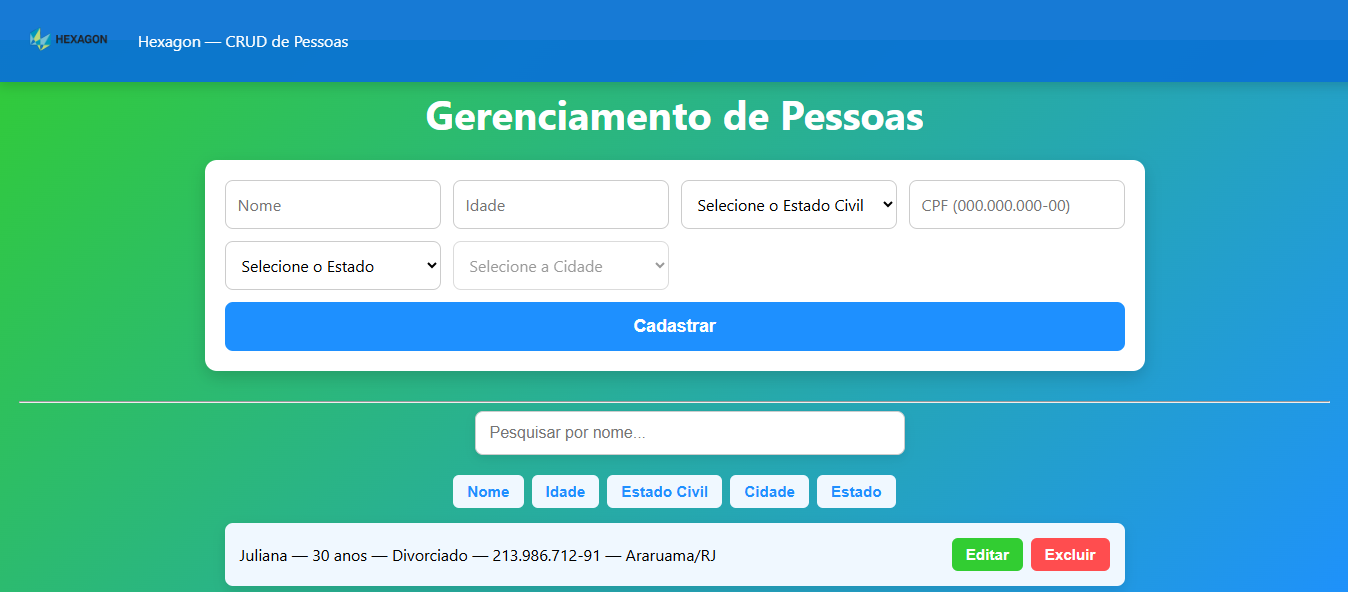 HEXAGON
Hexagon — CRUD de Pessoas
Gerenciamento de Pessoas
Nome
Idade
Selecione o Estado Civil
CPF (000.000.000-00)
Selecione o Estado
Selecione a Cidade
Cadastrar
Pesquisar por nome...
Nome
Idade
Estado Civil
Cidade
Estado
Juliana — 30 anos — Divorciado — 213.986.712-91 — Araruama/RJ
Editar
Excluir